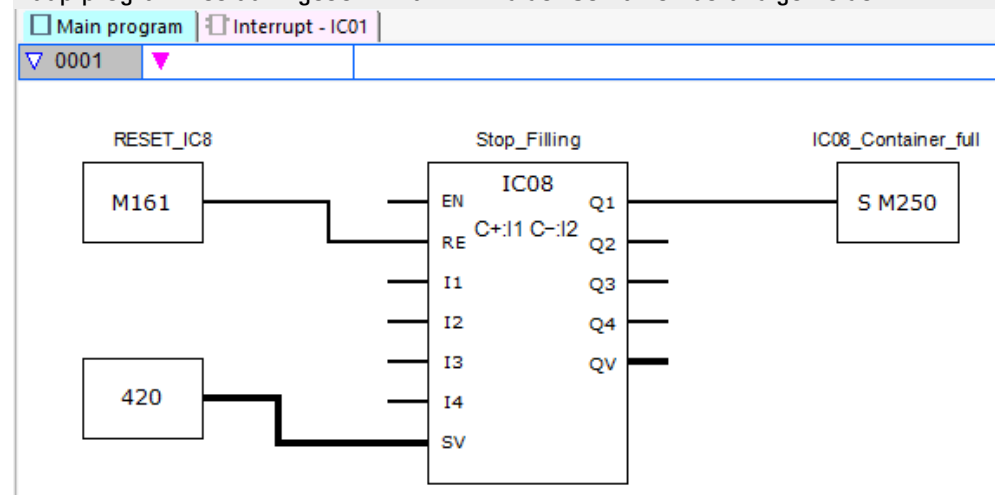 Main program Interrupt - IC01
0001
RESET_IC8 Stop_Filling IC08_Container_full
M161 IC08 S M250
EN Q1
C+:I1 C−:I2
RE Q2
I1 Q3
I2 Q4
I3 QV
420 I4
SV